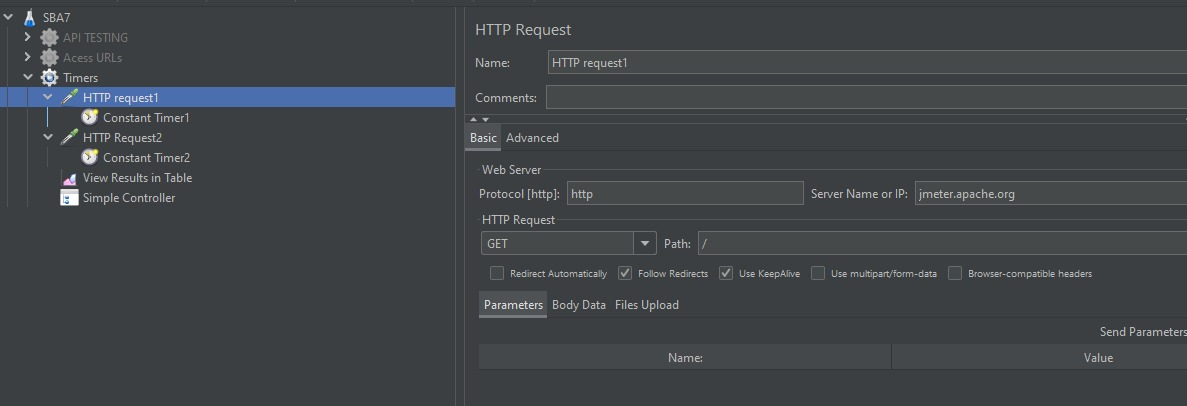 SBA7
API TESTING
Acess URLs
Timers
HTTP request1
Constant Timer1
HTTP Request2
Constant Timer2
View Results in Table
Simple Controller
HTTP Request
Name: HTTP request1
Comments:
Basic Advanced
Web Server
Protocol [http]: http Server Name or IP: jmeter.apache.org
HTTP Request
GET Path: /
Redirect Automatically Follow Redirects Use KeepAlive Use multipart/form-data Browser-compatible headers
Parameters Body Data Files Upload
Send Parameters
Name: Value